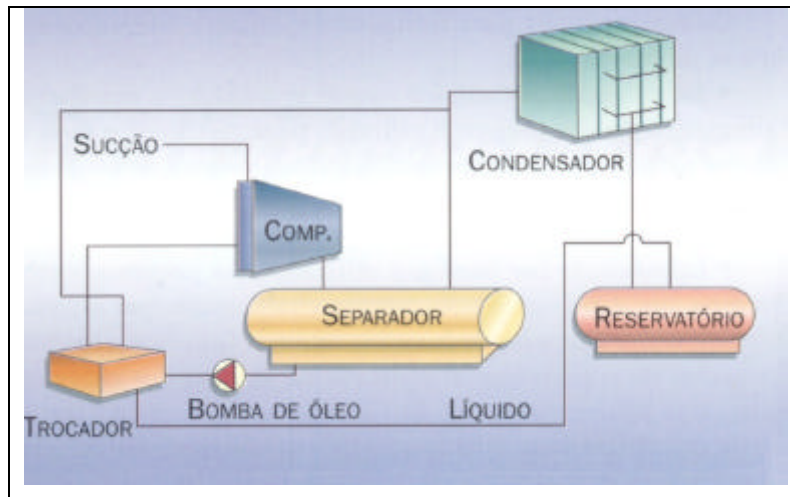 SUCÇÃO
CONDENSADOR
COMP.
SEPARADOR
RESERVATÓRIO
BOMBA DE ÓLEO
LÍQUIDO
TROCADOR